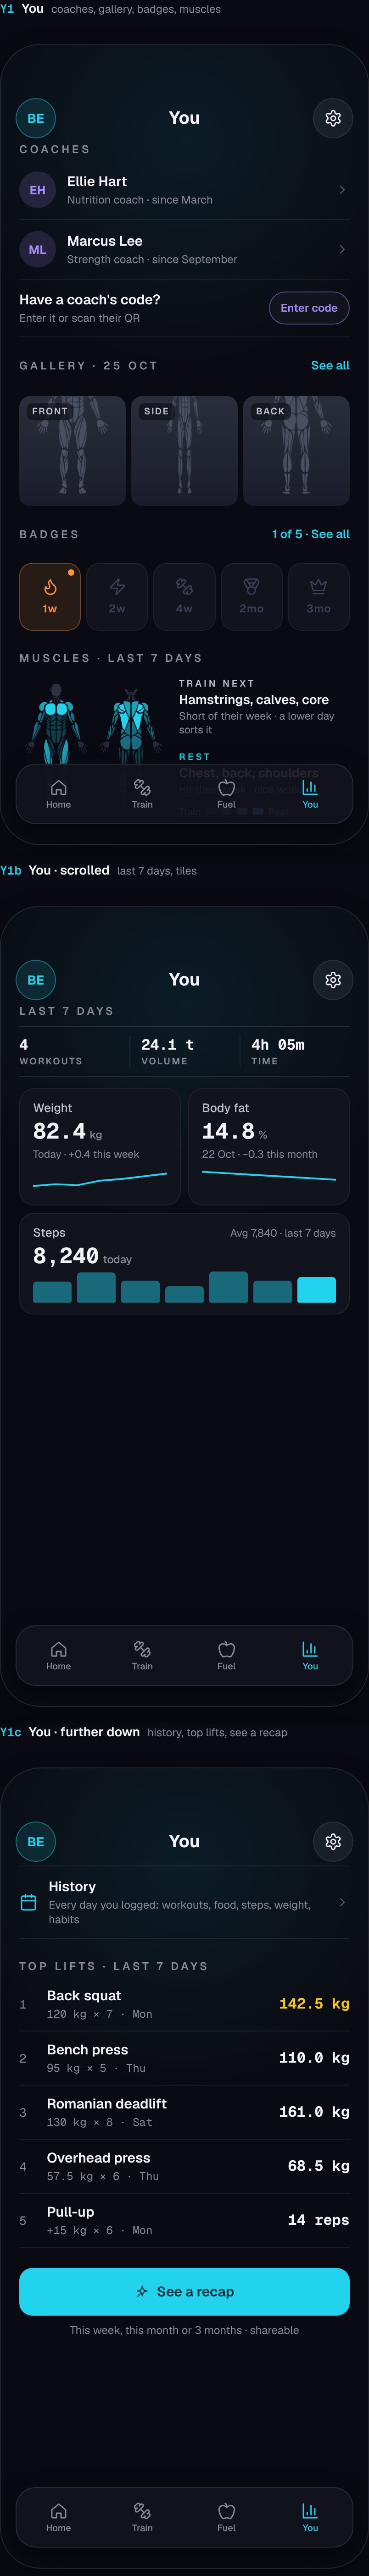 Y1 You coaches, gallery, badges, muscles
BE
You
COACHES
EH
Ellie Hart
Nutrition coach · since March
ML
Marcus Lee
Strength coach · since September
Have a coach's code?
Enter it or scan their QR
Enter code
GALLERY · 25 OCT
See all
FRONT
SIDE
BACK
BADGES
1 of 5 · See all
1w
2w
4w
2mo
3mo
MUSCLES · LAST 7 DAYS
TRAIN NEXT
Hamstrings, calves, core
Short of their week · a lower day
sorts it
REST
Chest, back, shoulders
Home
Train
Fuel
You
Y1b You · scrolled last 7 days, tiles
BE
You
LAST 7 DAYS
4
WORKOUTS
24.1 t
VOLUME
4h 05m
TIME
Weight
82.4 kg
Today · +0.4 this week
Body fat
14.8 %
22 Oct · −0.3 this month
Steps
Avg 7,840 · last 7 days
8,240 today
Home
Train
Fuel
You
Y1c You · further down history, top lifts, see a recap
BE
You
History
Every day you logged: workouts, food, steps, weight,
habits
TOP LIFTS · LAST 7 DAYS
1
Back squat
120 kg × 7 · Mon
142.5 kg
2
Bench press
95 kg × 5 · Thu
110.0 kg
3
Romanian deadlift
130 kg × 8 · Sat
161.0 kg
4
Overhead press
57.5 kg × 6 · Thu
68.5 kg
5
Pull-up
+15 kg × 6 · Mon
14 reps
See a recap
This week, this month or 3 months · shareable
Home
Train
Fuel
You